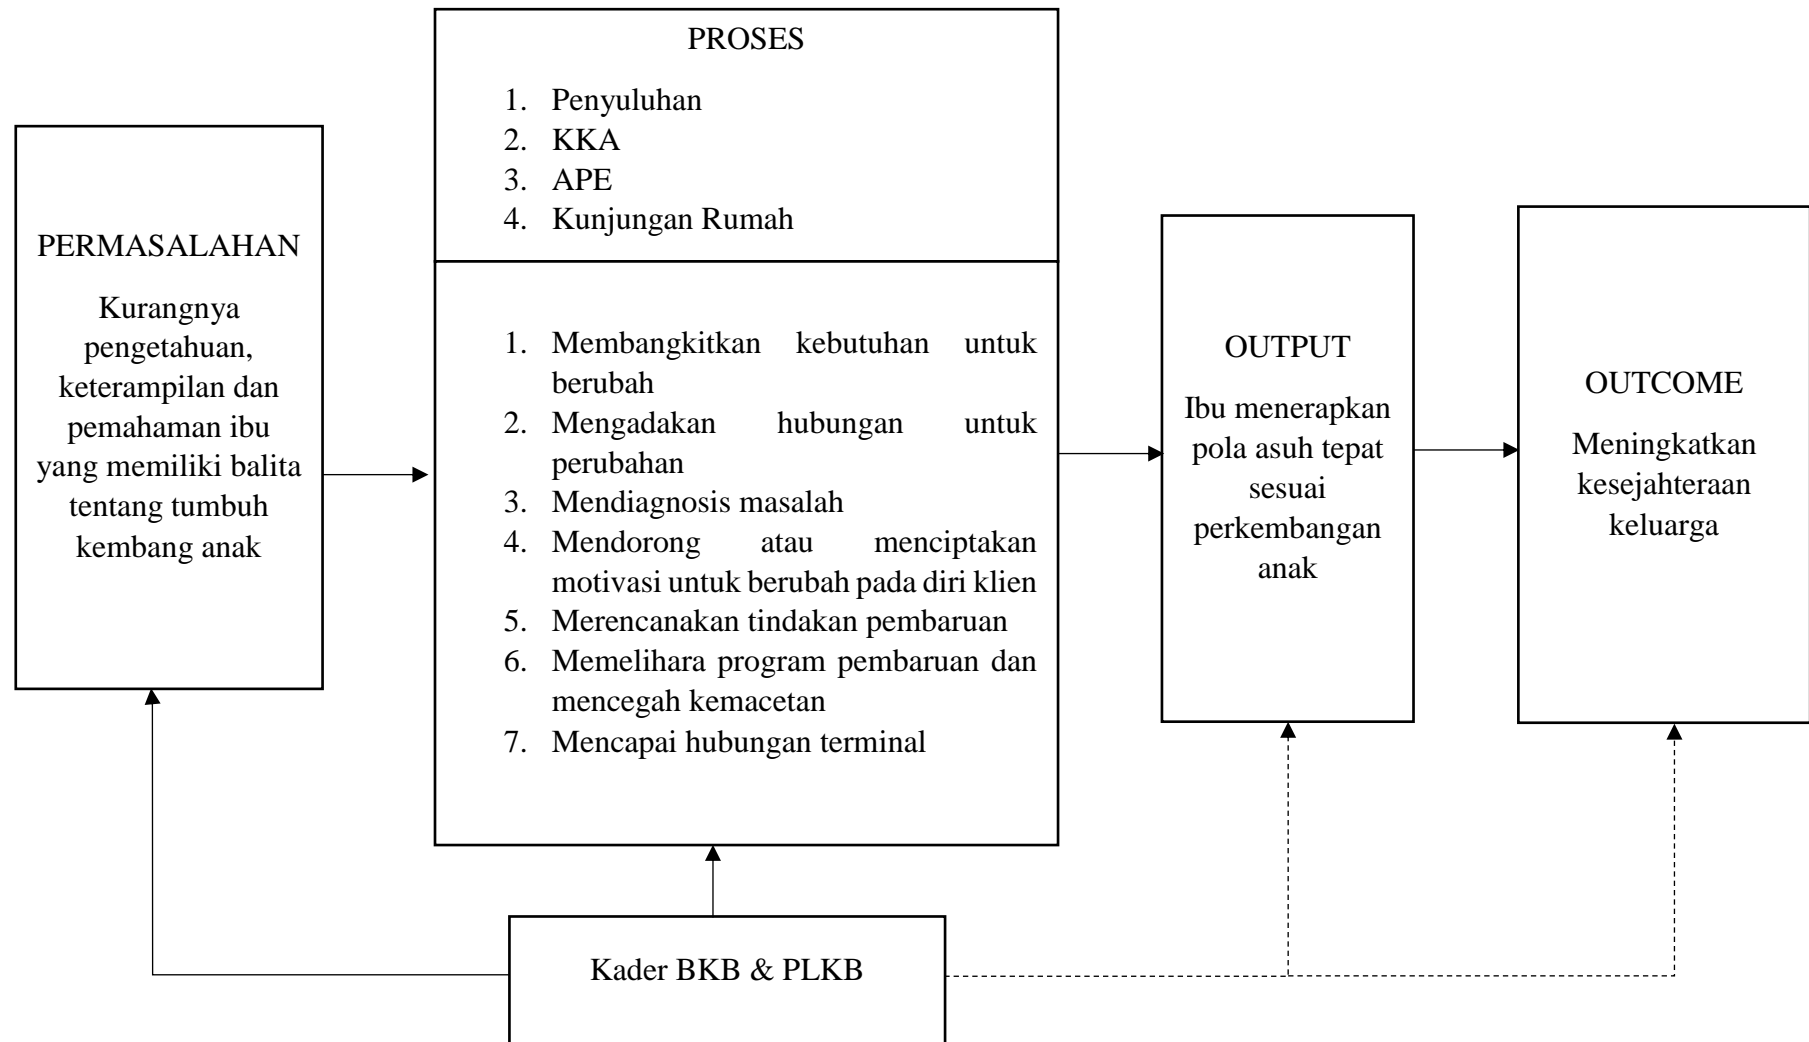 PERMASALAHAN
Kurangnya
pengetahuan,
keterampilan dan
pemahaman ibu
yang memiliki balita
tentang tumbuh
kembang anak
PROSES
1. Penyuluhan
2. KKA
3. APE
4. Kunjungan Rumah
1. Membangkitkan kebutuhan untuk
berubah
2. Mengadakan hubungan untuk
perubahan
3. Mendiagnosis masalah
4. Mendorong atau menciptakan
motivasi untuk berubah pada diri klien
5. Merencanakan tindakan pembaruan
6. Memelihara program pembaruan dan
mencegah kemacetan
7. Mencapai hubungan terminal
OUTPUT
Ibu menerapkan
pola asuh tepat
sesuai
perkembangan
anak
OUTCOME
Meningkatkan
kesejahteraan
keluarga
Kader BKB & PLKB